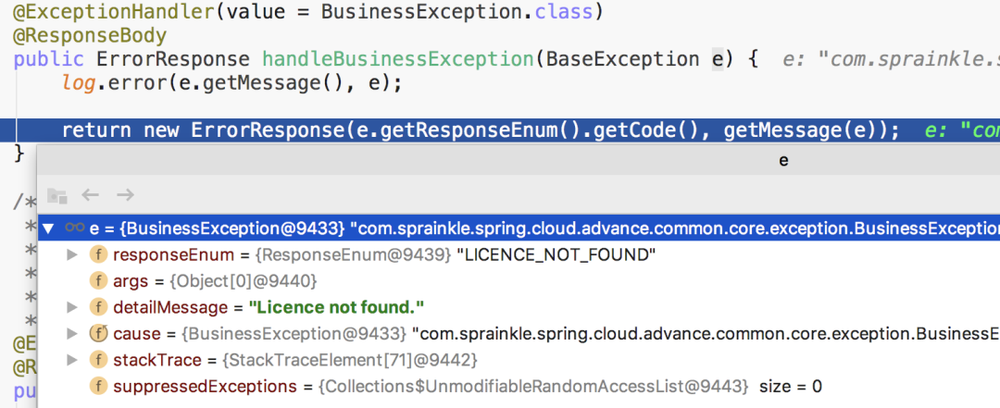 @ExceptionHandler(value = BusinessException.class)
@ResponseBody
public ErrorResponse handleBusinessException(BaseException e) {  e: "com.sprainkle.s
log.error(e.getMessage(), e);
return new ErrorResponse(e.getResponseEnum().getCode(), getMessage(e));  e: "com
}
e
/*
*
e = {BusinessException@9433} "com.sprainkle.spring.cloud.advance.common.core.exception.BusinessException
*
f responseEnum = {ResponseEnum@9439} "LICENCE_NOT_FOUND"
*
f args = {Object[0]@9440}
*
f detailMessage = "Licence not found."
*
f cause = {BusinessException@9433} "com.sprainkle.spring.cloud.advance.common.core.exception.BusinessE
@E
f stackTrace = {StackTraceElement[71]@9442}
@R
f suppressedExceptions = {Collections$UnmodifiableRandomAccessList@9443}  size = 0
pu